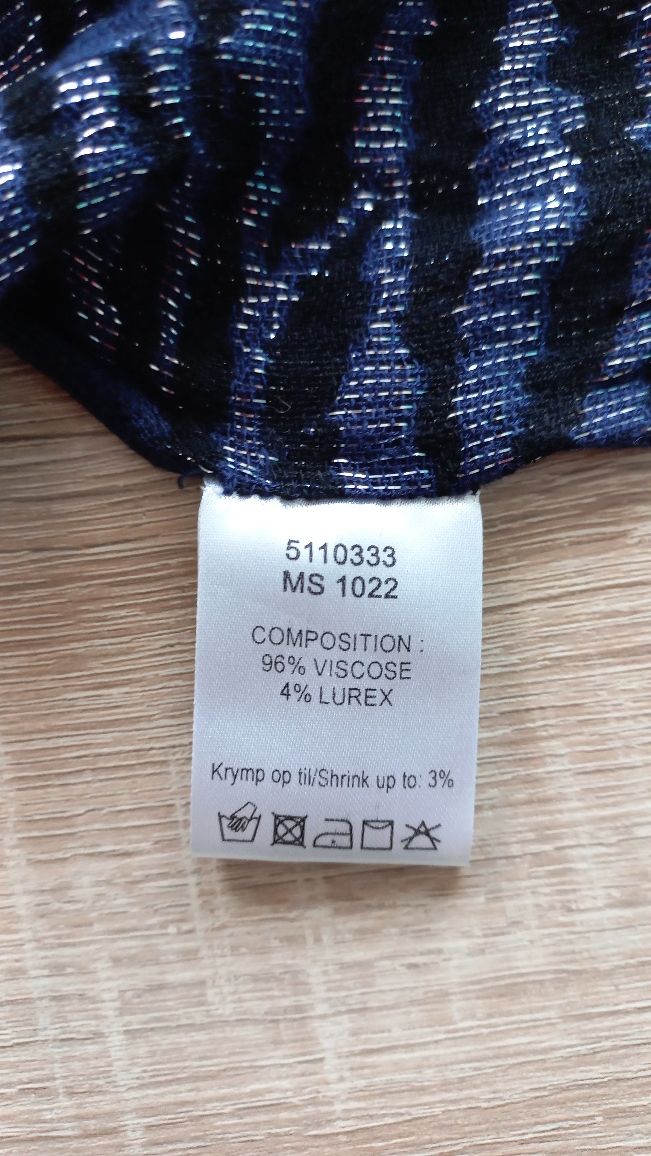 5110333
MS 1022
COMPOSITION :
96% VISCOSE
4% LUREX
Krymp op til/Shrink up to: 3%